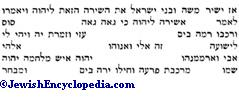 אז ישיר משה ובני ישראל את השירה הזאת ליהוה ויאמרו
לאמר אשירה ליהוה כי גאה גאה סוס
ורכבו רמה בים עזי וזמרת יה ויהי לי
לישועה זה אלי ואנוהו אלהי
אבי וארממנהו יהוה איש מלחמה יהוה
שמו מרכבת פרעה וחילו ירה בים ומבחר
©JewishEncyclopedia.com